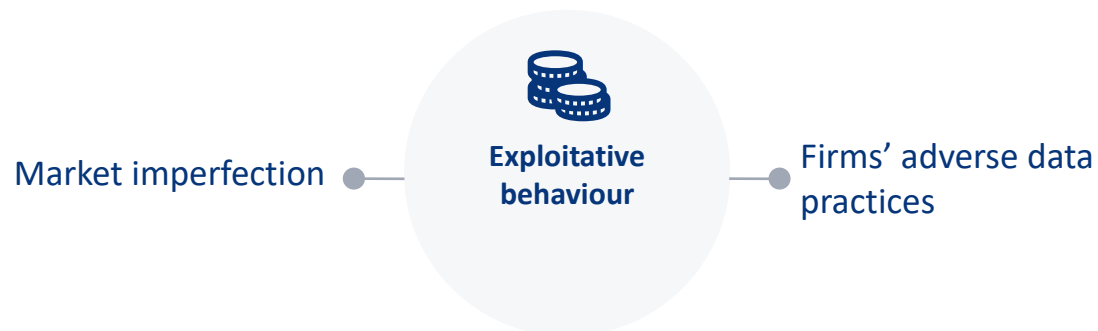 Market imperfection
Exploitative
behaviour
Firms’ adverse data
practices